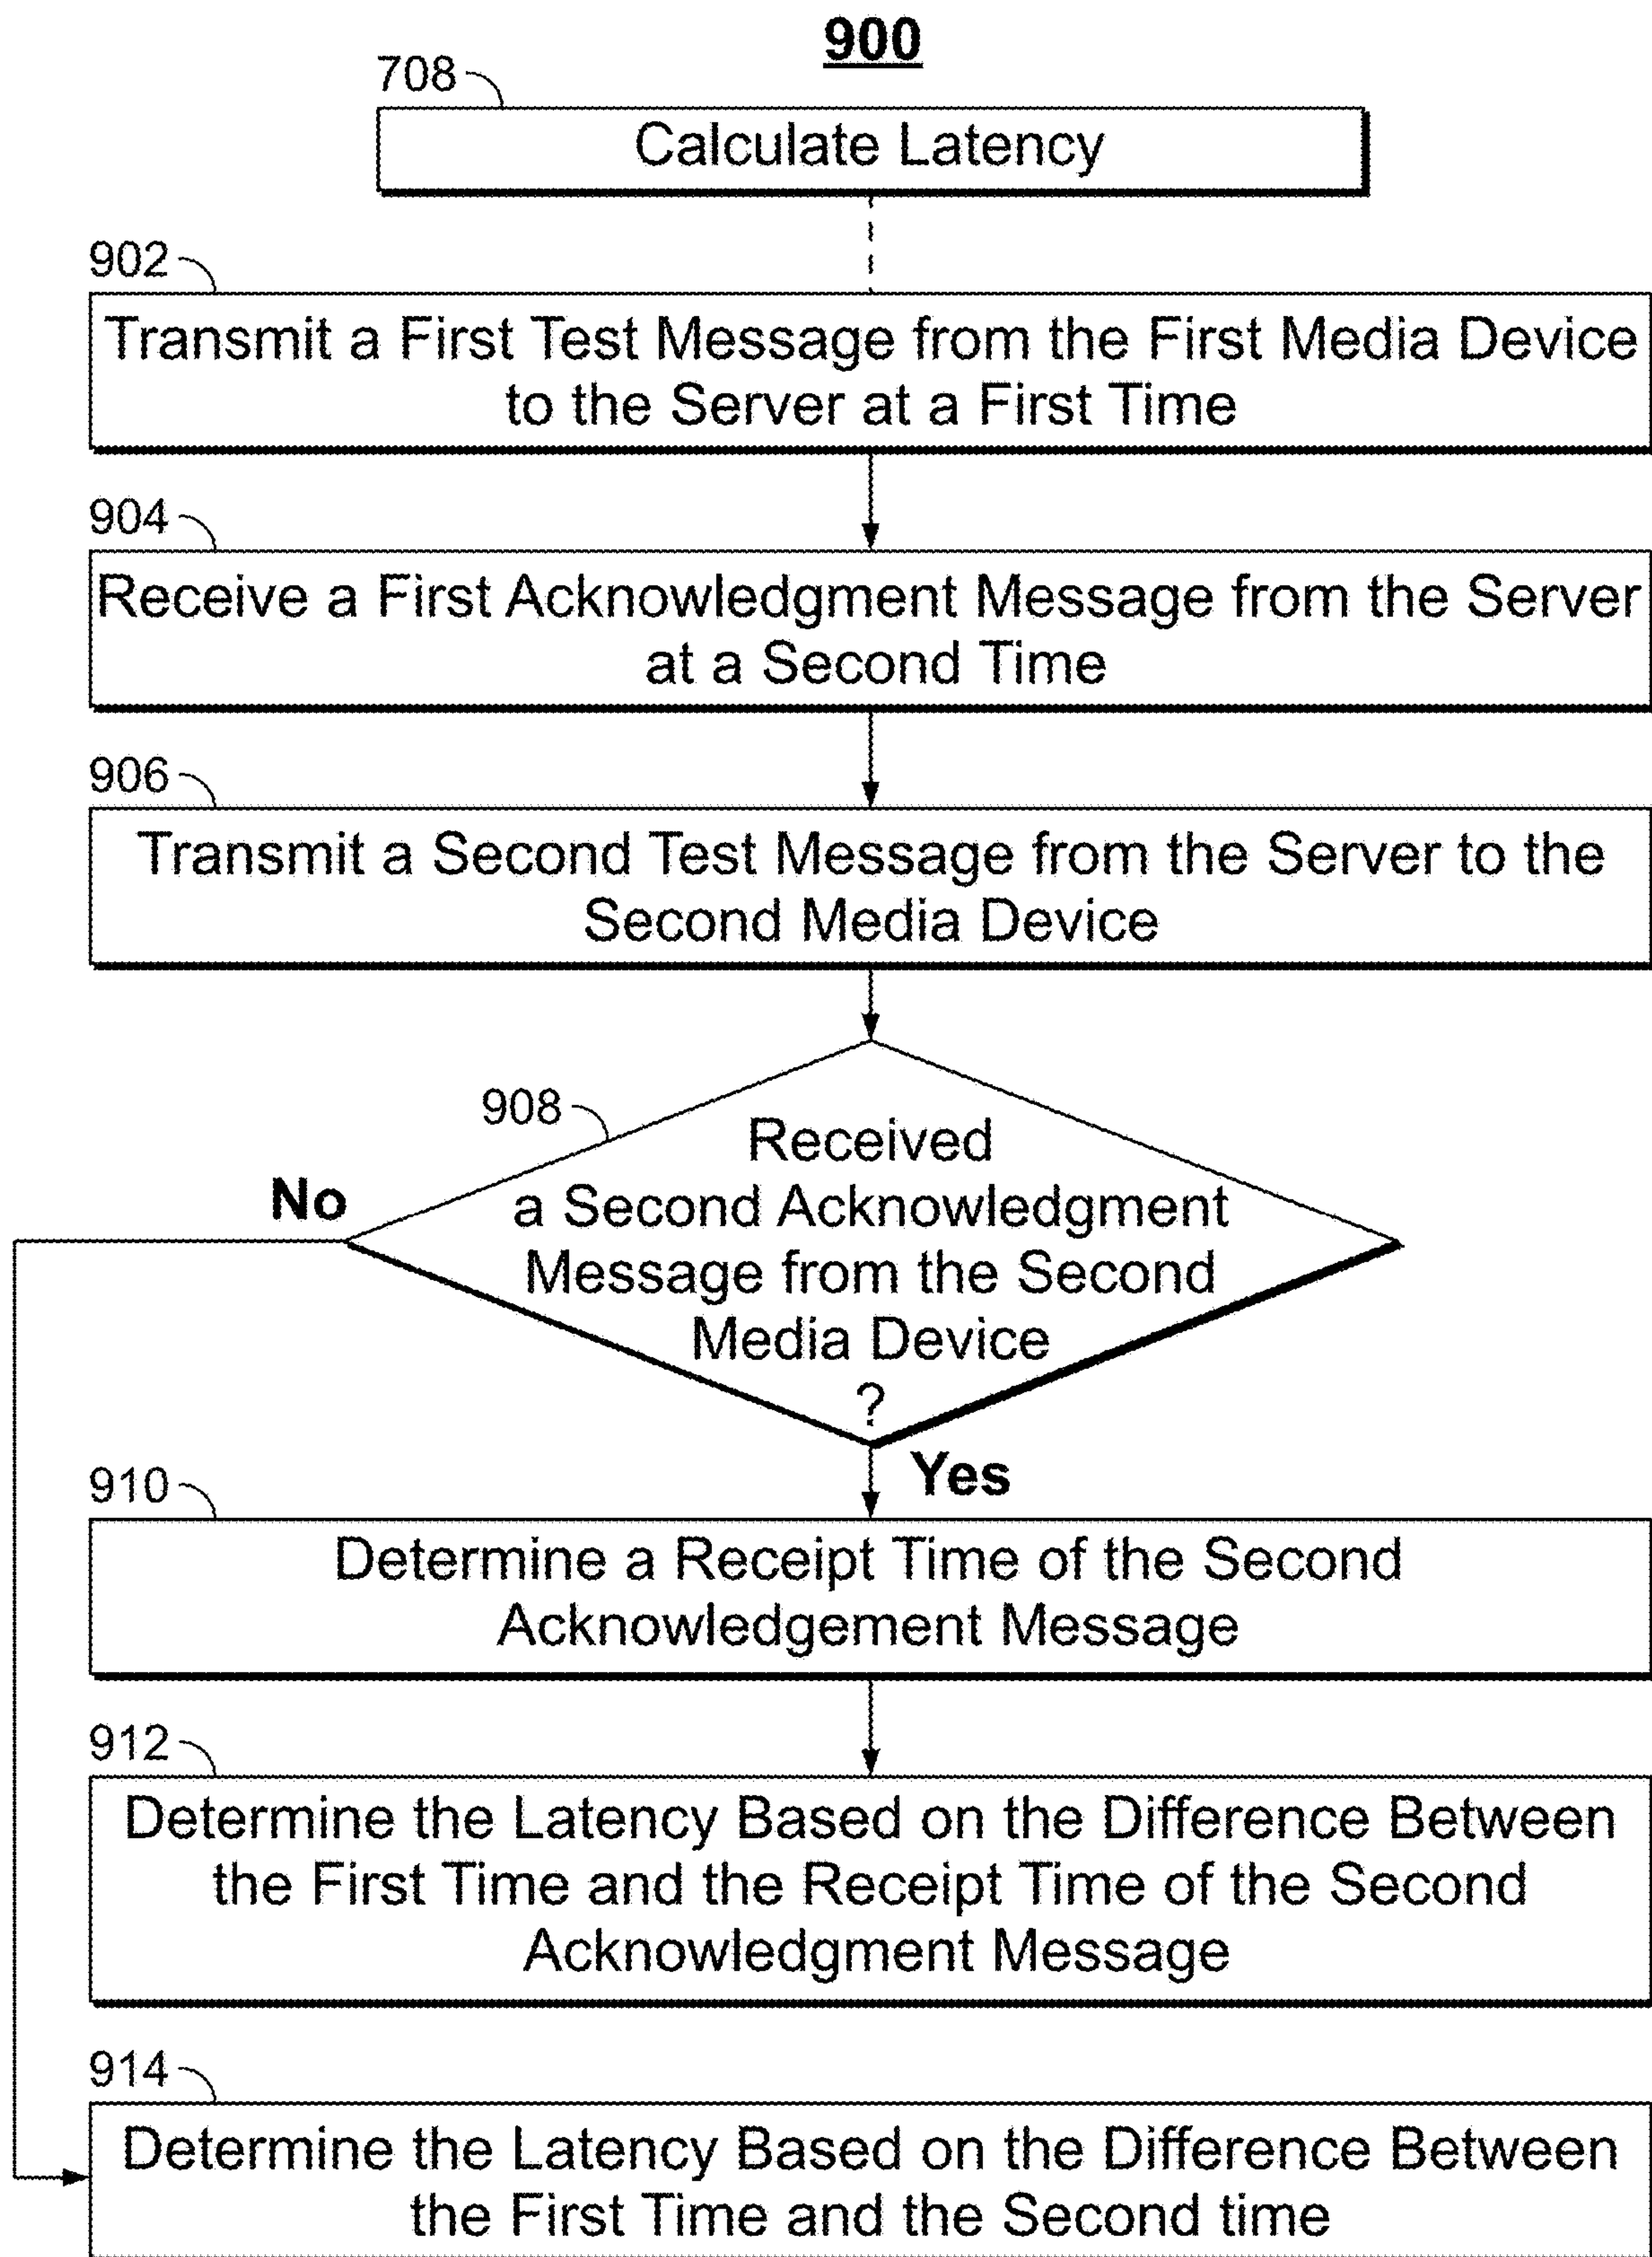 900
708
Calculate Latency
902
Transmit a First Test Message from the First Media Device
to the Server at a First Time
904
Receive a First Acknowledgment Message from the Server
at a Second Time
906
Transmit a Second Test Message from the Server to the
Second Media Device
908
Received
a Second Acknowledgment
Message from the Second
Media Device
?
No
Yes
910
Determine a Receipt Time of the Second
Acknowledgement Message
912
Determine the Latency Based on the Difference Between
the First Time and the Receipt Time of the Second
Acknowledgment Message
914
Determine the Latency Based on the Difference Between
the First Time and the Second time